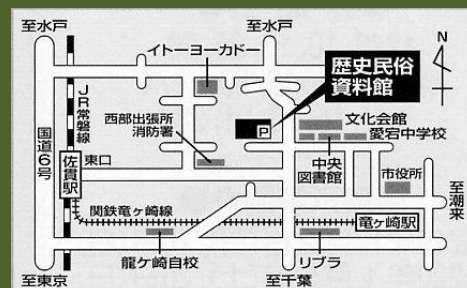 至水戸
至水戸
N
イトーヨーカドー
歴史民俗
資料館
JR常磐線
国道6号
西部出張所
消防署
P
文化会館
愛宕中学校
佐貫駅
東口
中央
図書館
市役所
至潮来
関鉄竜ヶ崎線
竜ヶ崎駅
龍ケ崎自校
リブラ
至東京
至千葉